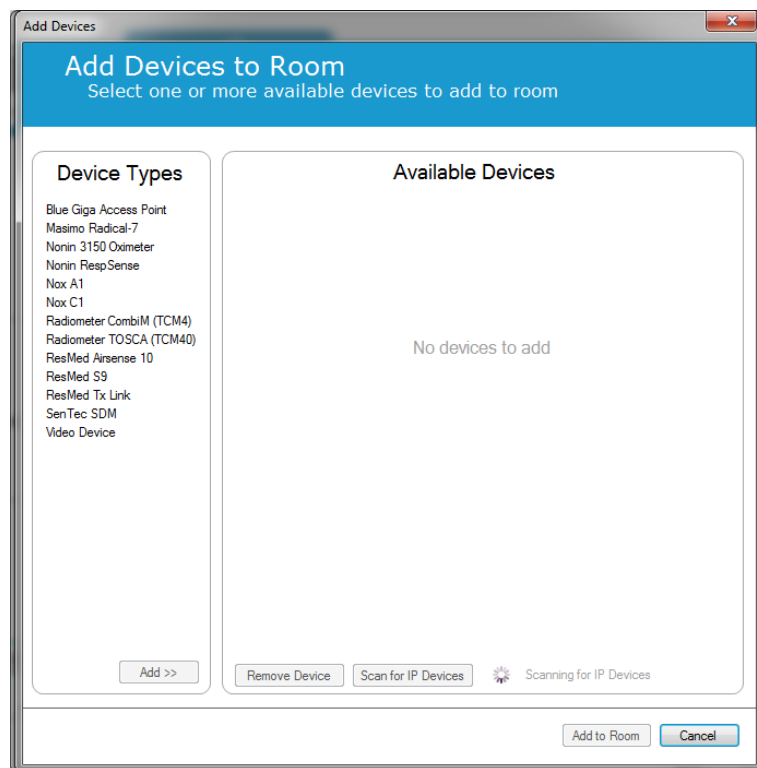 Add Devices
Add Devices to Room
Select one or more available devices to add to room
Device Types
Blue Giga Access Point
Masimo Radical-7
Nonin 3150 Oximeter
Nonin RespSense
Nox A1
Nox C1
Radiometer CombiM (TCM4)
Radiometer TOSCA (TCM40)
ResMed Airsense 10
ResMed S9
ResMed Tx Link
SenTec SDM
Video Device
Add >>
Available Devices
No devices to add
Remove Device
Scan for IP Devices
Scanning for IP Devices
Add to Room
Cancel